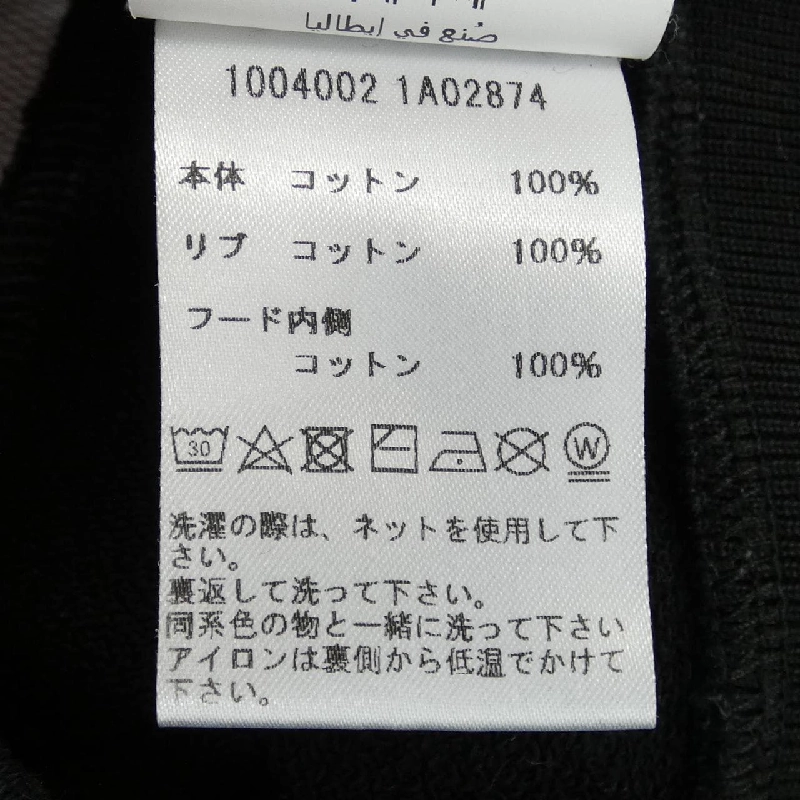 صُنع في إيطاليا
1004002 1A02874
本体 コットン 100%
リブ コットン 100%
フード内側
コットン 100%
30
W
洗濯の際は、ネットを使用して下
さい。
裏返して洗って下さい。
同系色の物と一緒に洗って下さい
アイロンは裏側から低温でかけて
下さい。